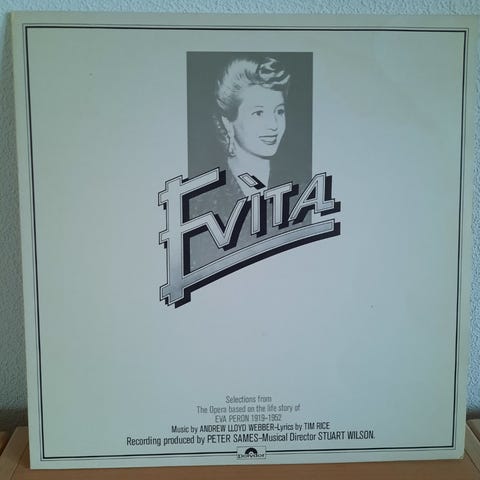 EVITA
Selections from
The Opera based on the life story of
EVA PERON 1919-1952
Music by ANDREW LLOYD WEBBER-Lyrics by TIM RICE
Recording produced by PETER SAMES-Musical Director STUART WILSON.
Polydor